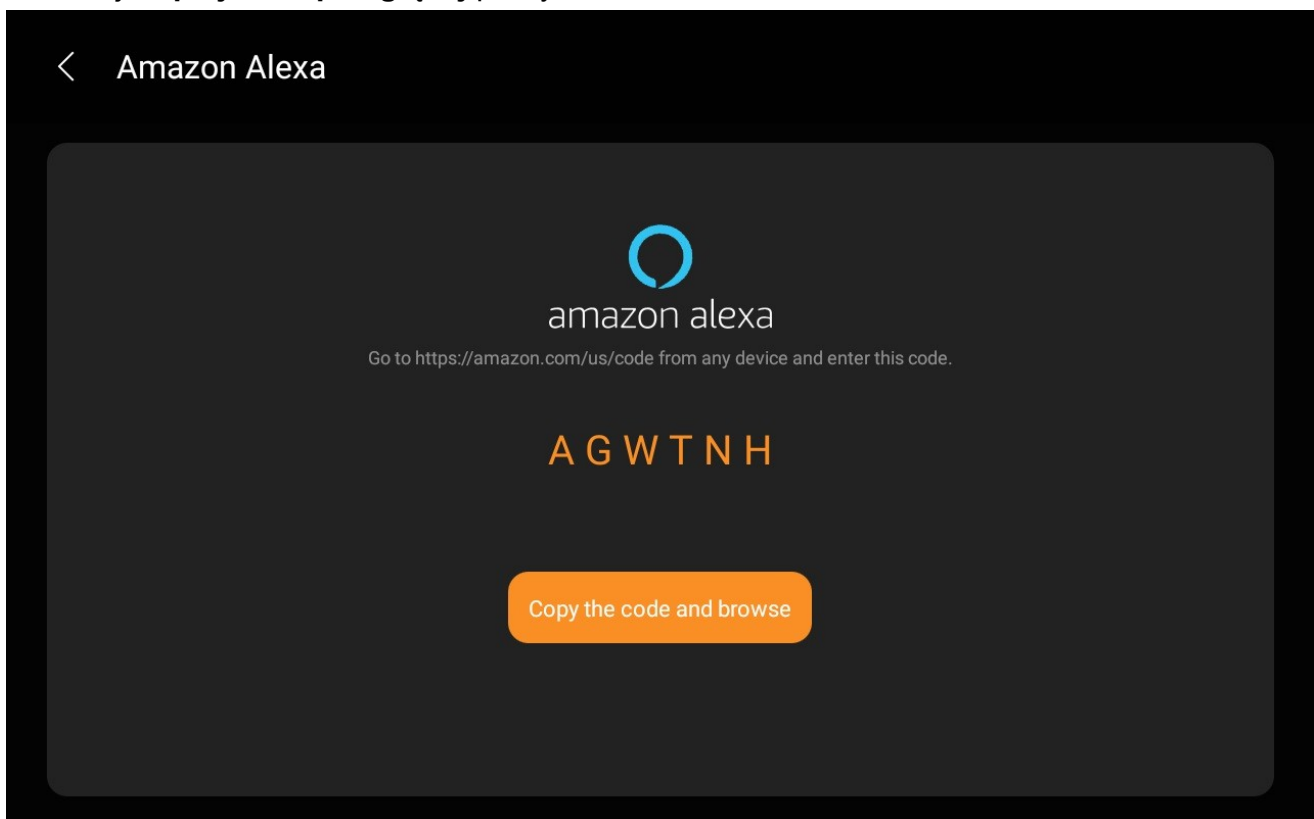 Amazon Alexa
amazon alexa
Go to https://amazon.com/us/code from any device and enter this code.
A G W T N H
Copy the code and browse